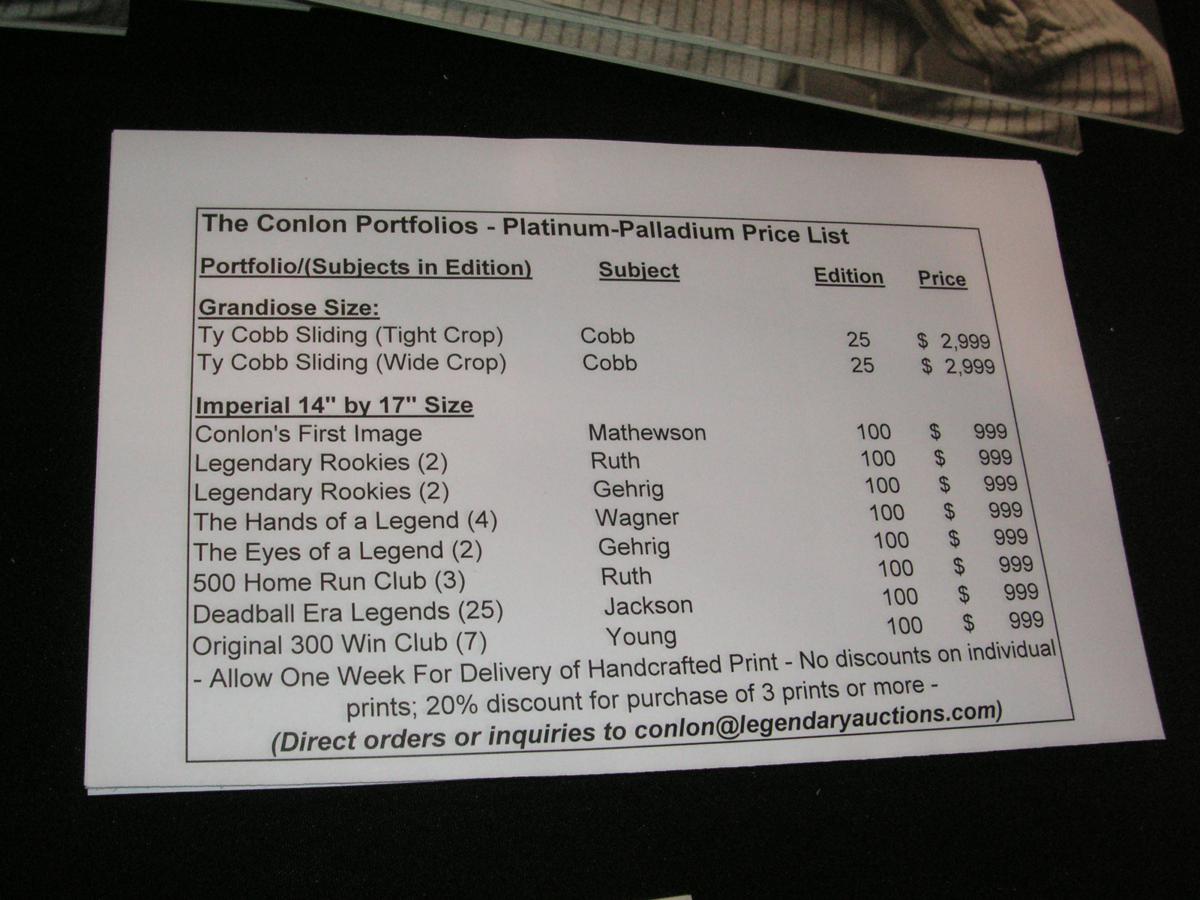 The Conlon Portfolios - Platinum-Palladium Price List
Portfolio/(Subjects in Edition) Subject Edition Price
Grandiose Size:
Ty Cobb Sliding (Tight Crop) Cobb 25 $ 2,999
Ty Cobb Sliding (Wide Crop) Cobb 25 $ 2,999
Imperial 14" by 17" Size
Conlon's First Image Mathewson 100 $ 999
Legendary Rookies (2) Ruth 100 $ 999
Legendary Rookies (2) Gehrig 100 $ 999
The Hands of a Legend (4) Wagner 100 $ 999
The Eyes of a Legend (2) Gehrig 100 $ 999
500 Home Run Club (3) Ruth 100 $ 999
Deadball Era Legends (25) Jackson 100 $ 999
Original 300 Win Club (7) Young 100 $ 999
- Allow One Week For Delivery of Handcrafted Print - No discounts on individual
prints; 20% discount for purchase of 3 prints or more -
(Direct orders or inquiries to conlon@legendaryauctions.com)